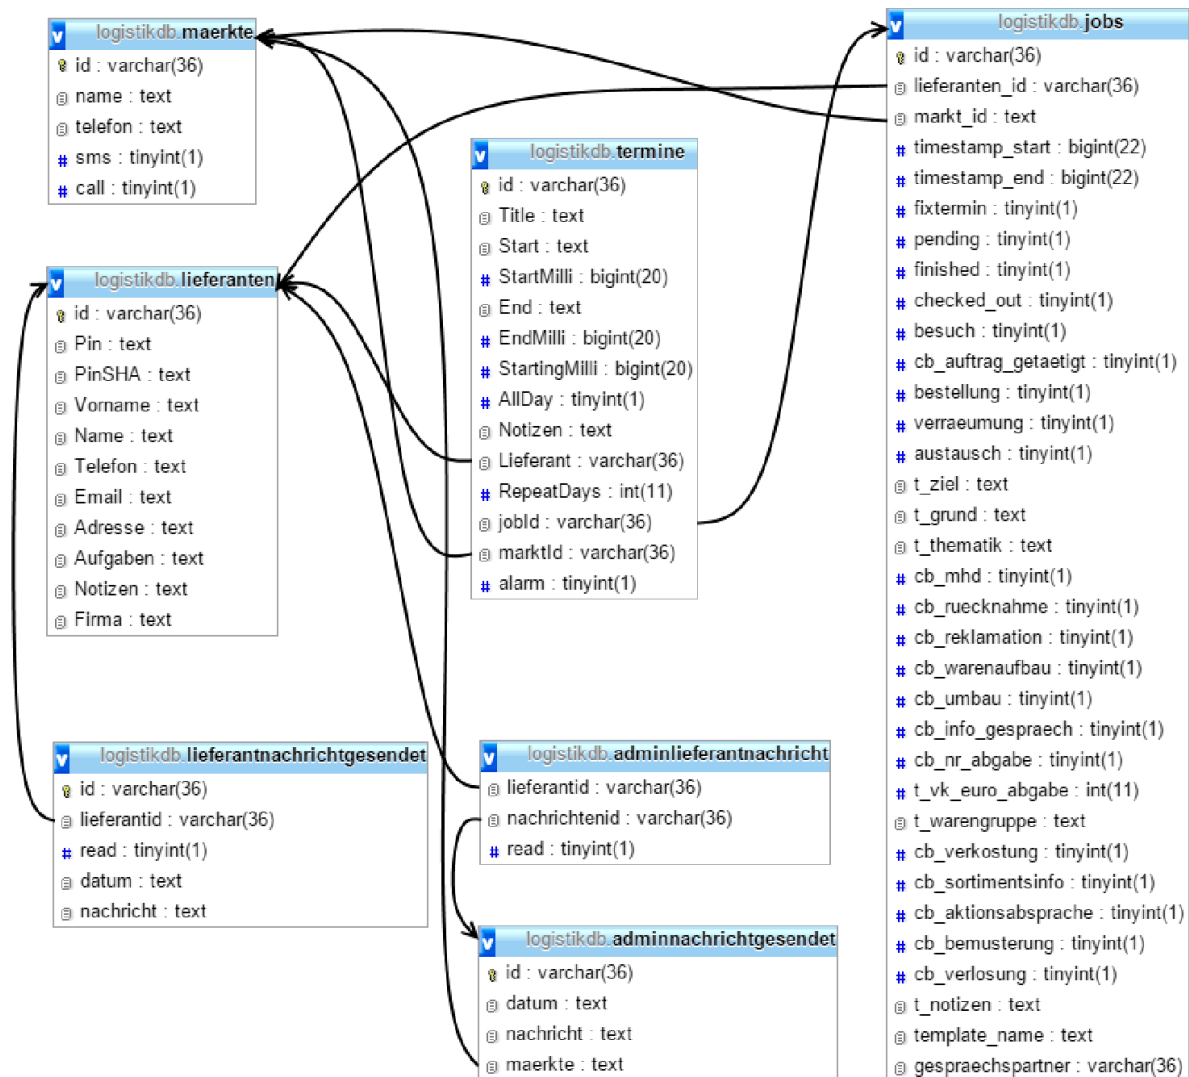 logistikdb.maerkte
id : varchar(36)
name : text
telefon : text
sms : tinyint(1)
call : tinyint(1)
logistikdb.lieferanten
id : varchar(36)
Pin : text
PinSHA : text
Vorname : text
Name : text
Telefon : text
Email : text
Adresse : text
Aufgaben : text
Notizen : text
Firma : text
logistikdb.lieferantnachrichtgesendet
id : varchar(36)
lieferantid : varchar(36)
read : tinyint(1)
datum : text
nachricht : text
logistikdb.termine
id : varchar(36)
Title : text
Start : text
StartMilli : bigint(20)
End : text
EndMilli : bigint(20)
StartingMilli : bigint(20)
AllDay : tinyint(1)
Notizen : text
Lieferant : varchar(36)
RepeatDays : int(11)
jobId : varchar(36)
marktId : varchar(36)
alarm : tinyint(1)
logistikdb.adminlieferantnachricht
lieferantid : varchar(36)
nachrichtenid : varchar(36)
read : tinyint(1)
logistikdb.adminnachrichtgesendet
id : varchar(36)
datum : text
nachricht : text
maerkte : text
logistikdb.jobs
id : varchar(36)
lieferanten_id : varchar(36)
markt_id : text
timestamp_start : bigint(22)
timestamp_end : bigint(22)
fixtermin : tinyint(1)
pending : tinyint(1)
finished : tinyint(1)
checked_out : tinyint(1)
besuch : tinyint(1)
cb_auftrag_getaetigt : tinyint(1)
bestellung : tinyint(1)
verraeumung : tinyint(1)
austausch : tinyint(1)
t_ziel : text
t_grund : text
t_thematik : text
cb_mhd : tinyint(1)
cb_ruecknahme : tinyint(1)
cb_reklamation : tinyint(1)
cb_warenaufbau : tinyint(1)
cb_umbau : tinyint(1)
cb_info_gespraech : tinyint(1)
cb_nr_abgabe : tinyint(1)
t_vk_euro_abgabe : int(11)
t_warengruppe : text
cb_verkostung : tinyint(1)
cb_sortimentsinfo : tinyint(1)
cb_aktionsabsprache : tinyint(1)
cb_bemusterung : tinyint(1)
cb_verlosung : tinyint(1)
t_notizen : text
template_name : text
gespraechspartner : varchar(36)